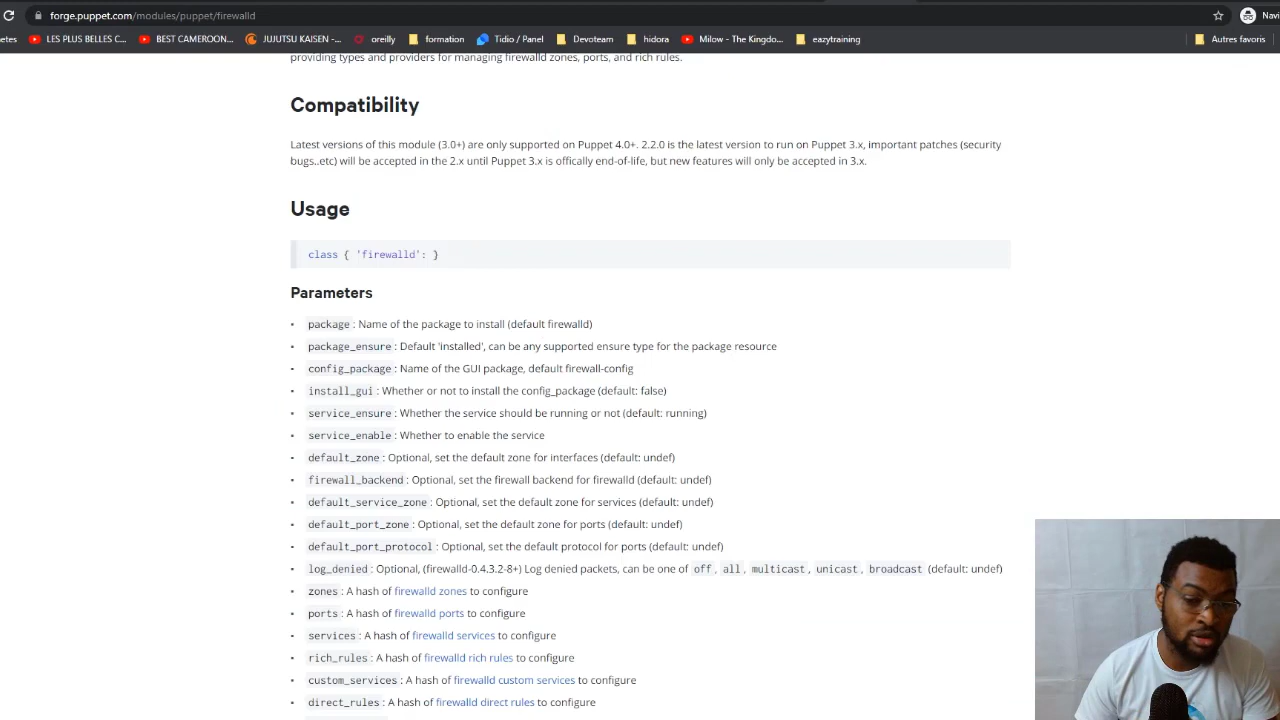 forge.puppet.com/modules/puppet/firewalld
Navi
etes LES PLUS BELLES C... BEST CAMEROON... JUJUTSU KAISEN -... oreilly formation Tidio / Panel Devoteam hidora Milow - The Kingdo... eazytraining Autres favoris
providing types and providers for managing firewalld zones, ports, and rich rules.
Compatibility
Latest versions of this module (3.0+) are only supported on Puppet 4.0+. 2.2.0 is the latest version to run on Puppet 3.x, important patches (security
bugs..etc) will be accepted in the 2.x until Puppet 3.x is offically end-of-life, but new features will only be accepted in 3.x.
Usage
class { 'firewalld': }
Parameters
• package : Name of the package to install (default firewalld)
• package_ensure : Default 'installed', can be any supported ensure type for the package resource
• config_package : Name of the GUI package, default firewall-config
• install_gui : Whether or not to install the config_package (default: false)
• service_ensure : Whether the service should be running or not (default: running)
• service_enable : Whether to enable the service
• default_zone : Optional, set the default zone for interfaces (default: undef)
• firewall_backend : Optional, set the firewall backend for firewalld (default: undef)
• default_service_zone : Optional, set the default zone for services (default: undef)
• default_port_zone : Optional, set the default zone for ports (default: undef)
• default_port_protocol : Optional, set the default protocol for ports (default: undef)
• log_denied : Optional, (firewalld-0.4.3.2-8+) Log denied packets, can be one of off , all , multicast , unicast , broadcast (default: undef)
• zones : A hash of firewalld zones to configure
• ports : A hash of firewalld ports to configure
• services : A hash of firewalld services to configure
• rich_rules : A hash of firewalld rich rules to configure
• custom_services : A hash of firewalld custom services to configure
• direct_rules : A hash of firewalld direct rules to configure